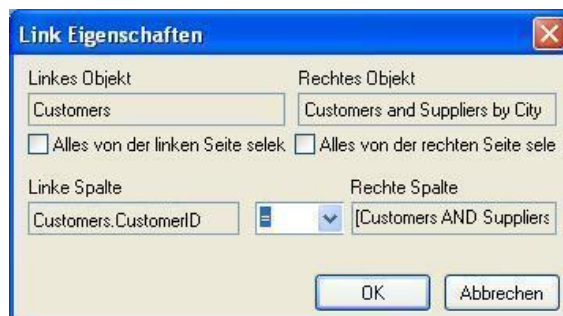 Link Eigenschaften
Linkes Objekt Rechtes Objekt
Customers Customers and Suppliers by City
Alles von der linken Seite selek Alles von der rechten Seite sele
Linke Spalte Rechte Spalte
Customers.CustomerID = [Customers AND Suppliers
OK Abbrechen